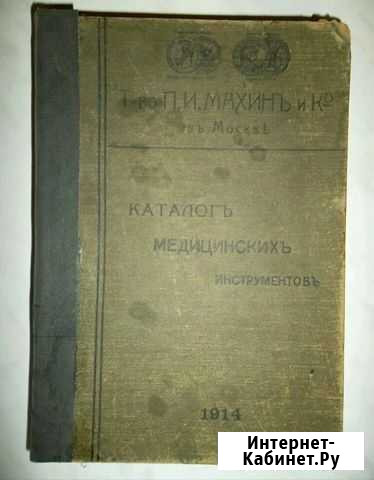 Т-во П.И. МАХИНЪ и Ко
въ Москвѣ
КАТАЛОГЪ
МЕДИЦИНСКИХЪ
ИНСТРУМЕНТОВЪ
1914
Интернет-
Кабинет.Ру